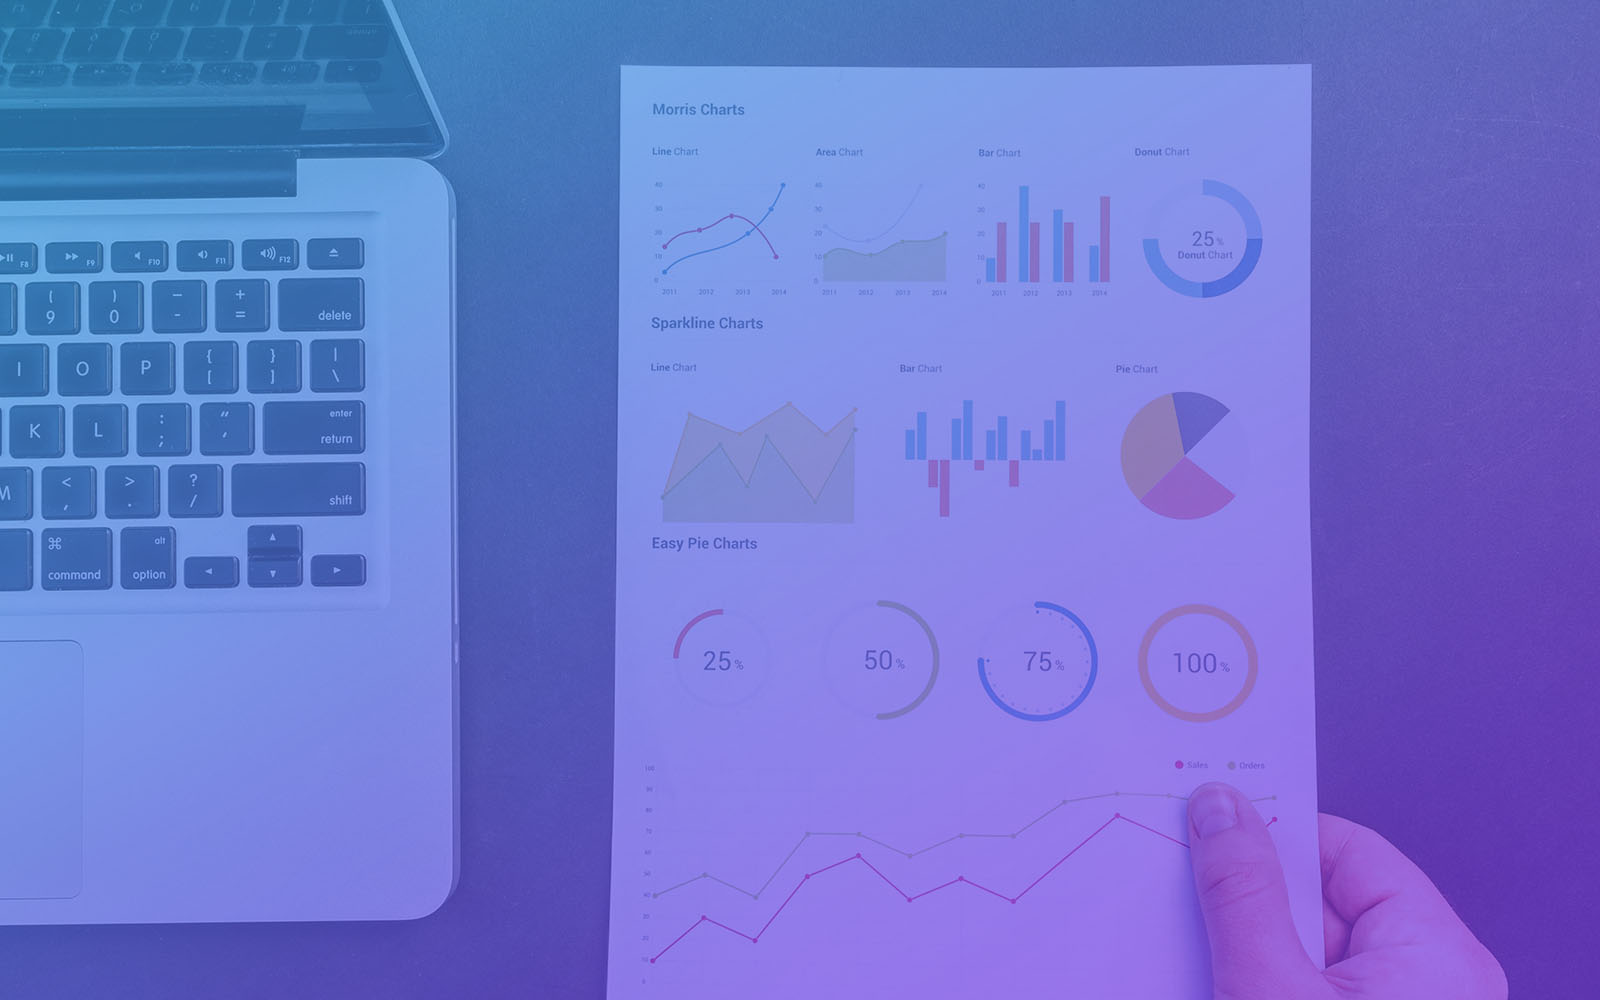 F8
F9
F10
F11
F12
( 9
) 0
- -
+ =
delete
I
O
P
{ [
} ]
| \
K
L
: ;
" '
enter
return
M
< ,
> .
? /
shift
⌘
command
alt
option
Morris Charts
Line Chart
Area Chart
Bar Chart
Donut Chart
40
30
20
10
0
2011 2012 2013 2014
40
30
20
10
0
2011 2012 2013 2014
40
30
20
10
0
2011 2012 2013 2014
25%
Donut Chart
Sparkline Charts
Line Chart
Bar Chart
Pie Chart
Easy Pie Charts
25%
50%
75%
100%
Sales Orders
100
90
80
70
60
50
40
30
20
10
0